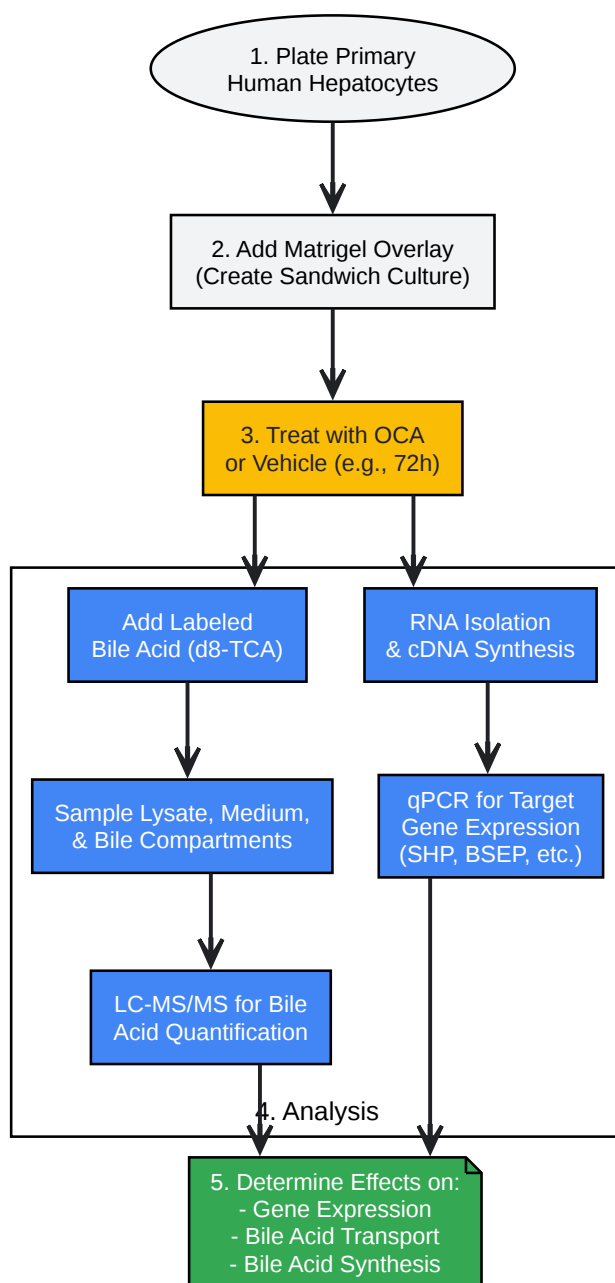 1. Plate Primary
Human Hepatocytes
2. Add Matrigel Overlay
(Create Sandwich Culture)
3. Treat with OCA
or Vehicle (e.g., 72h)
Add Labeled
Bile Acid (d8-TCA)
RNA Isolation
& cDNA Synthesis
Sample Lysate, Medium,
& Bile Compartments
qPCR for Target
Gene Expression
(SHP, BSEP, etc.)
LC-MS/MS for Bile
Acid Quantification
4. Analysis
5. Determine Effects on:
- Gene Expression
- Bile Acid Transport
- Bile Acid Synthesis